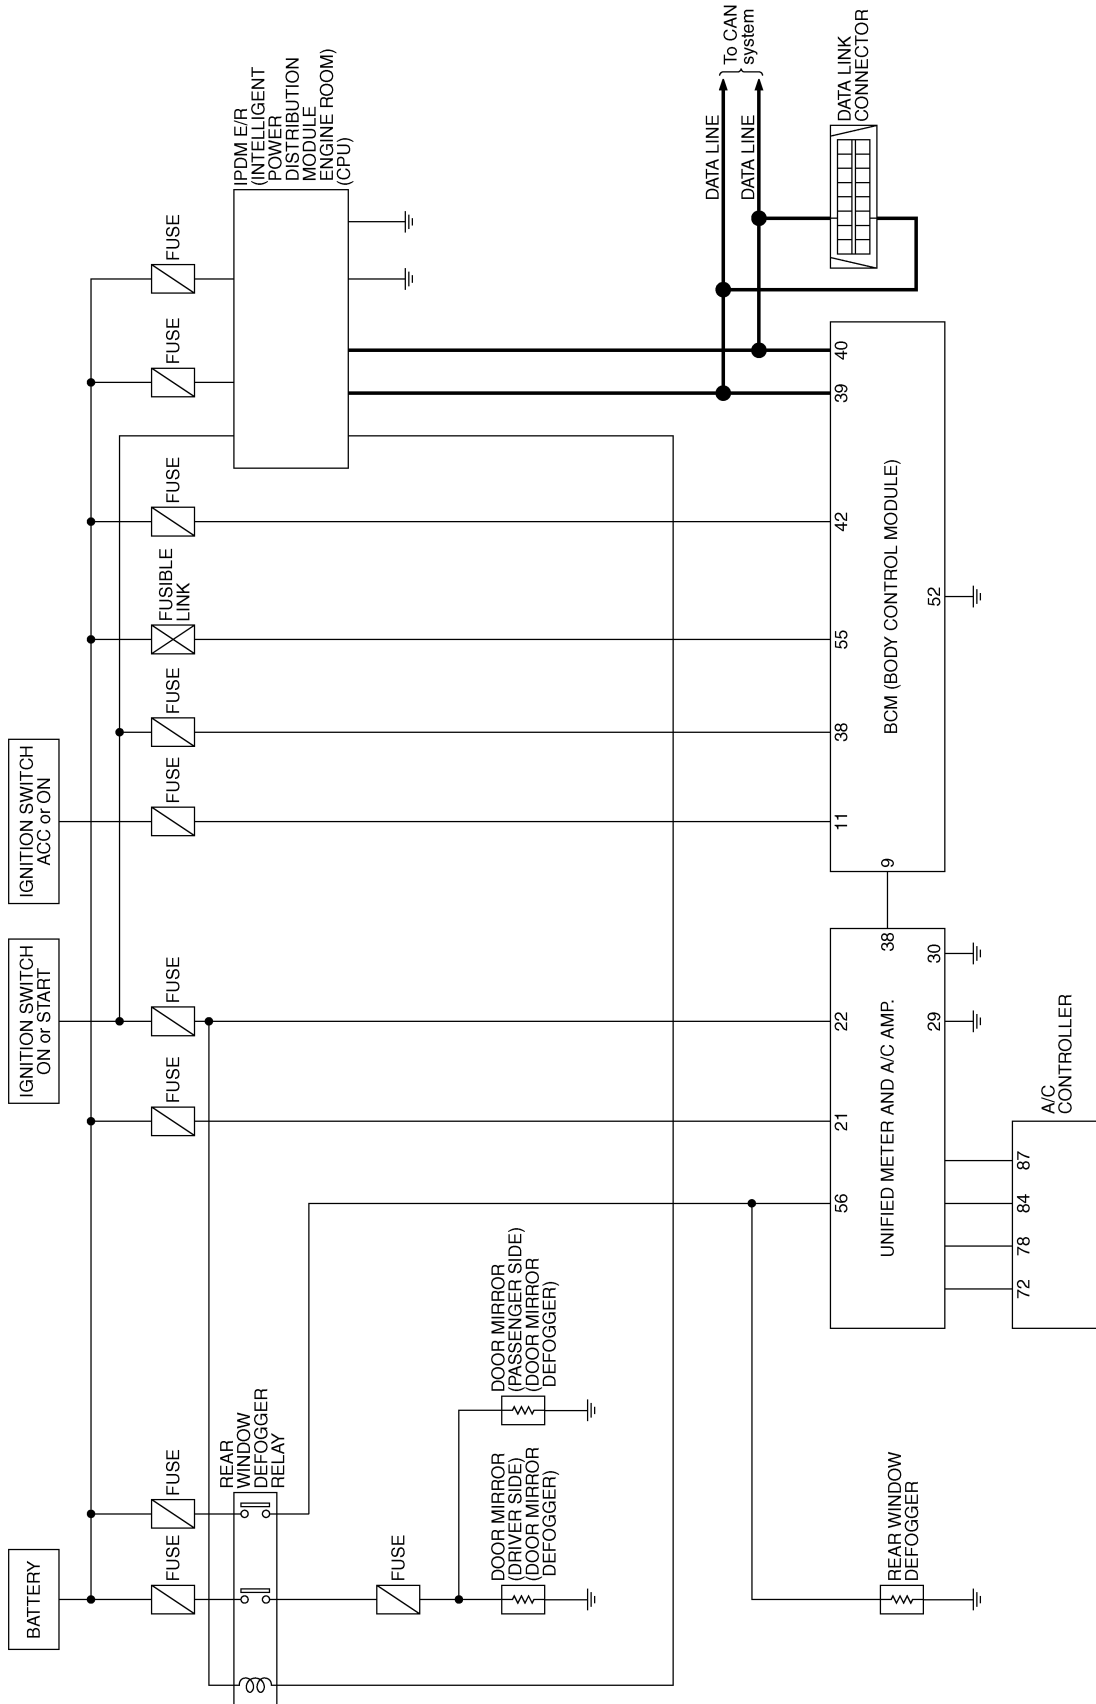 BATTERY
IGNITION SWITCH
ON or START
IGNITION SWITCH
ACC or ON
FUSE
FUSE
FUSE
FUSE
FUSE
FUSE
FUSIBLE
LINK
FUSE
FUSE
FUSE
REAR
WINDOW
DEFOGGER
RELAY
IPDM E/R
(INTELLIGENT
POWER
DISTRIBUTION
MODULE
ENGINE ROOM)
(CPU)
FUSE
DOOR MIRROR
(DRIVER SIDE)
(DOOR MIRROR
DEFOGGER)
DOOR MIRROR
(PASSENGER SIDE)
(DOOR MIRROR
DEFOGGER)
DATA LINE
DATA LINE
To CAN
system
56
21
22
11
38
55
42
39
40
DATA LINK
CONNECTOR
REAR WINDOW
DEFOGGER
UNIFIED METER AND A/C AMP.
38
9
BCM (BODY CONTROL MODULE)
29
30
52
72
78
84
87
A/C
CONTROLLER